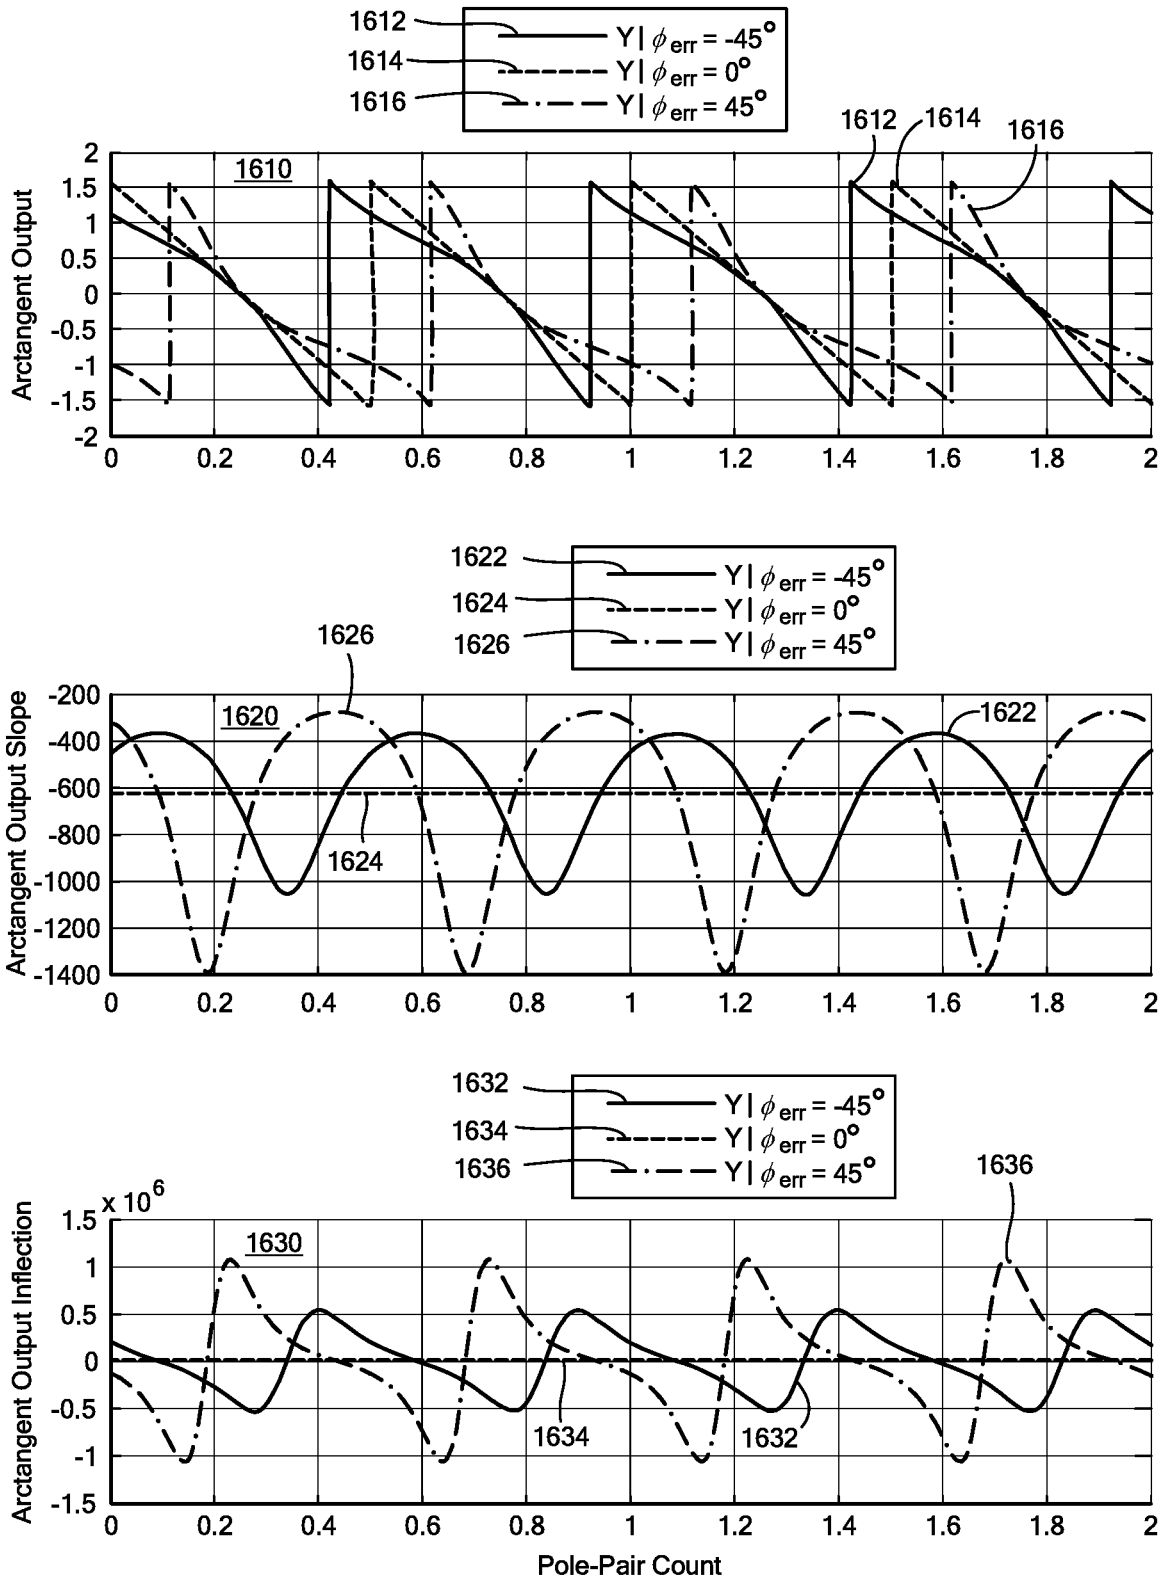 1612
Y | ϕerr = -45°
1614
Y | ϕerr = 0°
1616
Y | ϕerr = 45°
1612
1614
1616
1610
Arctangent Output
2
1.5
1
0.5
0
-0.5
-1
-1.5
-2
0 0.2 0.4 0.6 0.8 1 1.2 1.4 1.6 1.8 2
1622
Y | ϕerr = -45°
1624
Y | ϕerr = 0°
1626
Y | ϕerr = 45°
1626
1620
1622
1624
Arctangent Output Slope
-200
-400
-600
-800
-1000
-1200
-1400
0 0.2 0.4 0.6 0.8 1 1.2 1.4 1.6 1.8 2
1632
Y | ϕerr = -45°
1634
Y | ϕerr = 0°
1636
Y | ϕerr = 45°
1636
x 10^6
1630
1634
1632
Arctangent Output Inflection
1.5
1
0.5
0
-0.5
-1
-1.5
0 0.2 0.4 0.6 0.8 1 1.2 1.4 1.6 1.8 2
Pole-Pair Count